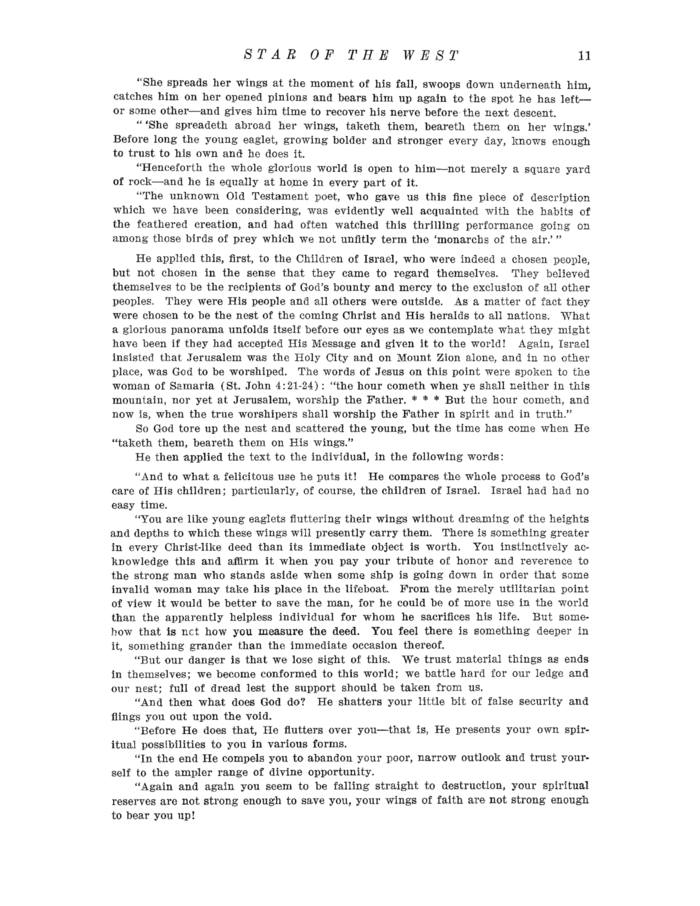 STAR OF THE WEST 11
"She spreads her wings at the moment of his fall, swoops down underneath him,
catches him on her opened pinions and bears him up again to the spot he has left—
or some other—and gives him time to recover his nerve before the next descent.
"'She spreadeth abroad her wings, taketh them, beareth them on her wings.'
Before long the young eaglet, growing bolder and stronger every day, knows enough
to trust to his own and he does it.
"Henceforth the whole glorious world is open to him—not merely a square yard
of rock—and he is equally at home in every part of it.
"The unknown Old Testament poet, who gave us this fine piece of description
which we have been considering, was evidently well acquainted with the habits of
the feathered creation, and had often watched this thrilling performance going on
among those birds of prey which we not unfitly term the 'monarchs of the air.'"
He applied this, first, to the Children of Israel, who were indeed a chosen people,
but not chosen in the sense that they came to regard themselves. They believed
themselves to be the recipients of God's bounty and mercy to the exclusion of all other
peoples. They were His people and all others were outside. As a matter of fact they
were chosen to be the nest of the coming Christ and His heralds to all nations. What
a glorious panorama unfolds itself before our eyes as we contemplate what they might
have been if they had accepted His Message and given it to the world! Again, Israel
insisted that Jerusalem was the Holy City and on Mount Zion alone, and in no other
place, was God to be worshiped. The words of Jesus on this point were spoken to the
woman of Samaria (St. John 4:21-24): "the hour cometh when ye shall neither in this
mountain, nor yet at Jerusalem, worship the Father. * * * But the hour cometh, and
now is, when the true worshipers shall worship the Father in spirit and in truth."
So God tore up the nest and scattered the young, but the time has come when He
"taketh them, beareth them on His wings."
He then applied the text to the individual, in the following words:
"And to what a felicitous use he puts it! He compares the whole process to God's
care of His children; particularly, of course, the children of Israel. Israel had had no
easy time.
"You are like young eaglets fluttering their wings without dreaming of the heights
and depths to which these wings will presently carry them. There is something greater
in every Christ-like deed than its immediate object is worth. You instinctively ac-
knowledge this and affirm it when you pay your tribute of honor and reverence to
the strong man who stands aside when some ship is going down in order that some
invalid woman may take his place in the lifeboat. From the merely utilitarian point
of view it would be better to save the man, for he could be of more use in the world
than the apparently helpless individual for whom he sacrifices his life. But some-
how that is not how you measure the deed. You feel there is something deeper in
it, something grander than the immediate occasion thereof.
"But our danger is that we lose sight of this. We trust material things as ends
in themselves; we become conformed to this world; we battle hard for our ledge and
our nest; full of dread lest the support should be taken from us.
"And then what does God do? He shatters your little bit of false security and
flings you out upon the void.
"Before He does that, He flutters over you—that is, He presents your own spir-
itual possibilities to you in various forms.
"In the end He compels you to abandon your poor, narrow outlook and trust your-
self to the ampler range of divine opportunity.
"Again and again you seem to be falling straight to destruction, your spiritual
reserves are not strong enough to save you, your wings of faith are not strong enough
to bear you up!